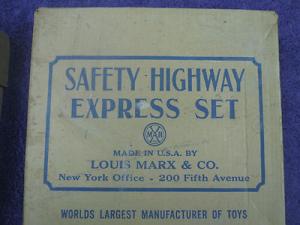 SAFETY HIGHWAY
EXPRESS SET
MAR
MADE IN U.S.A. BY
LOUIS MARX & CO.
New York Office - 200 Fifth Avenue
WORLDS LARGEST MANUFACTURER OF TOYS